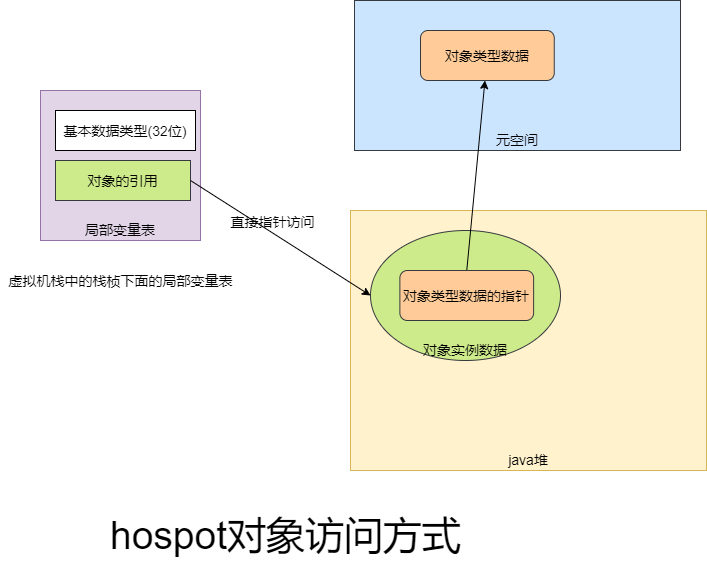 对象类型数据
元空间
基本数据类型(32位)
对象的引用
局部变量表
直接指针访问
虚拟机栈中的栈桢下面的局部变量表
对象类型数据的指针
对象实例数据
java堆
hospot对象访问方式